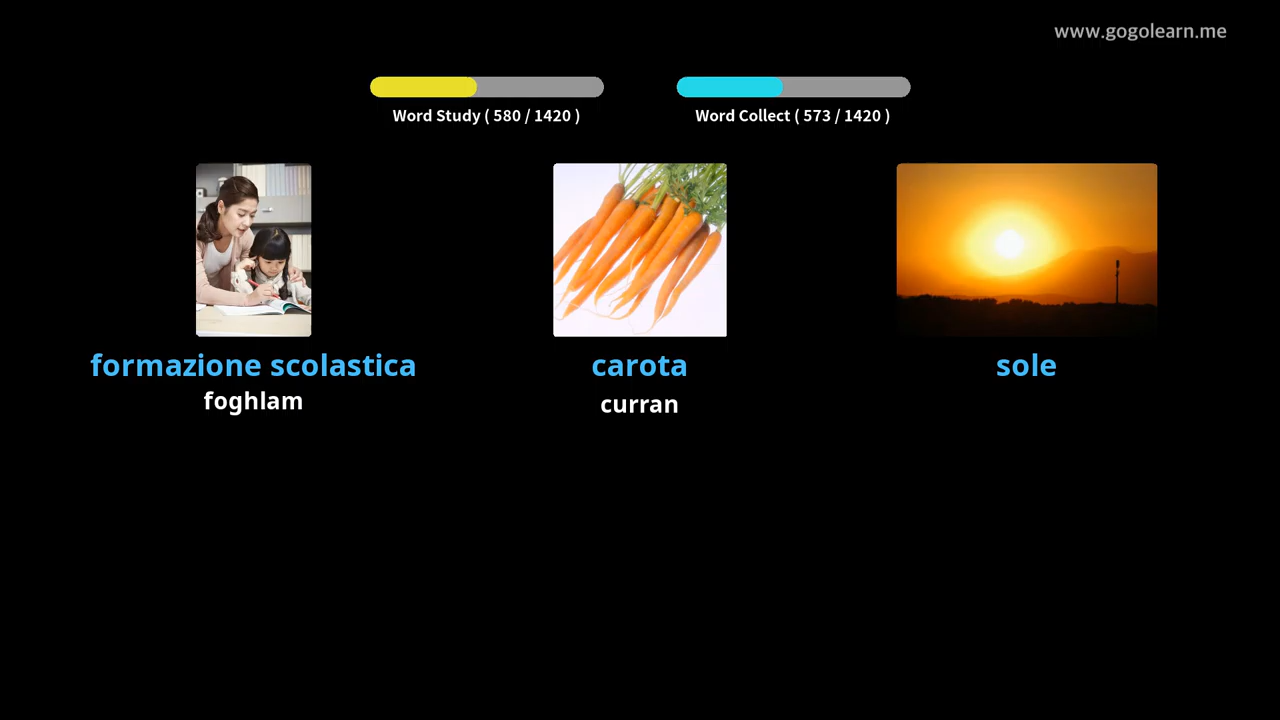 www.gogolearn.me
Word Study ( 580 / 1420 )
Word Collect ( 573 / 1420 )
formazione scolastica
foghlam
carota
curran
sole